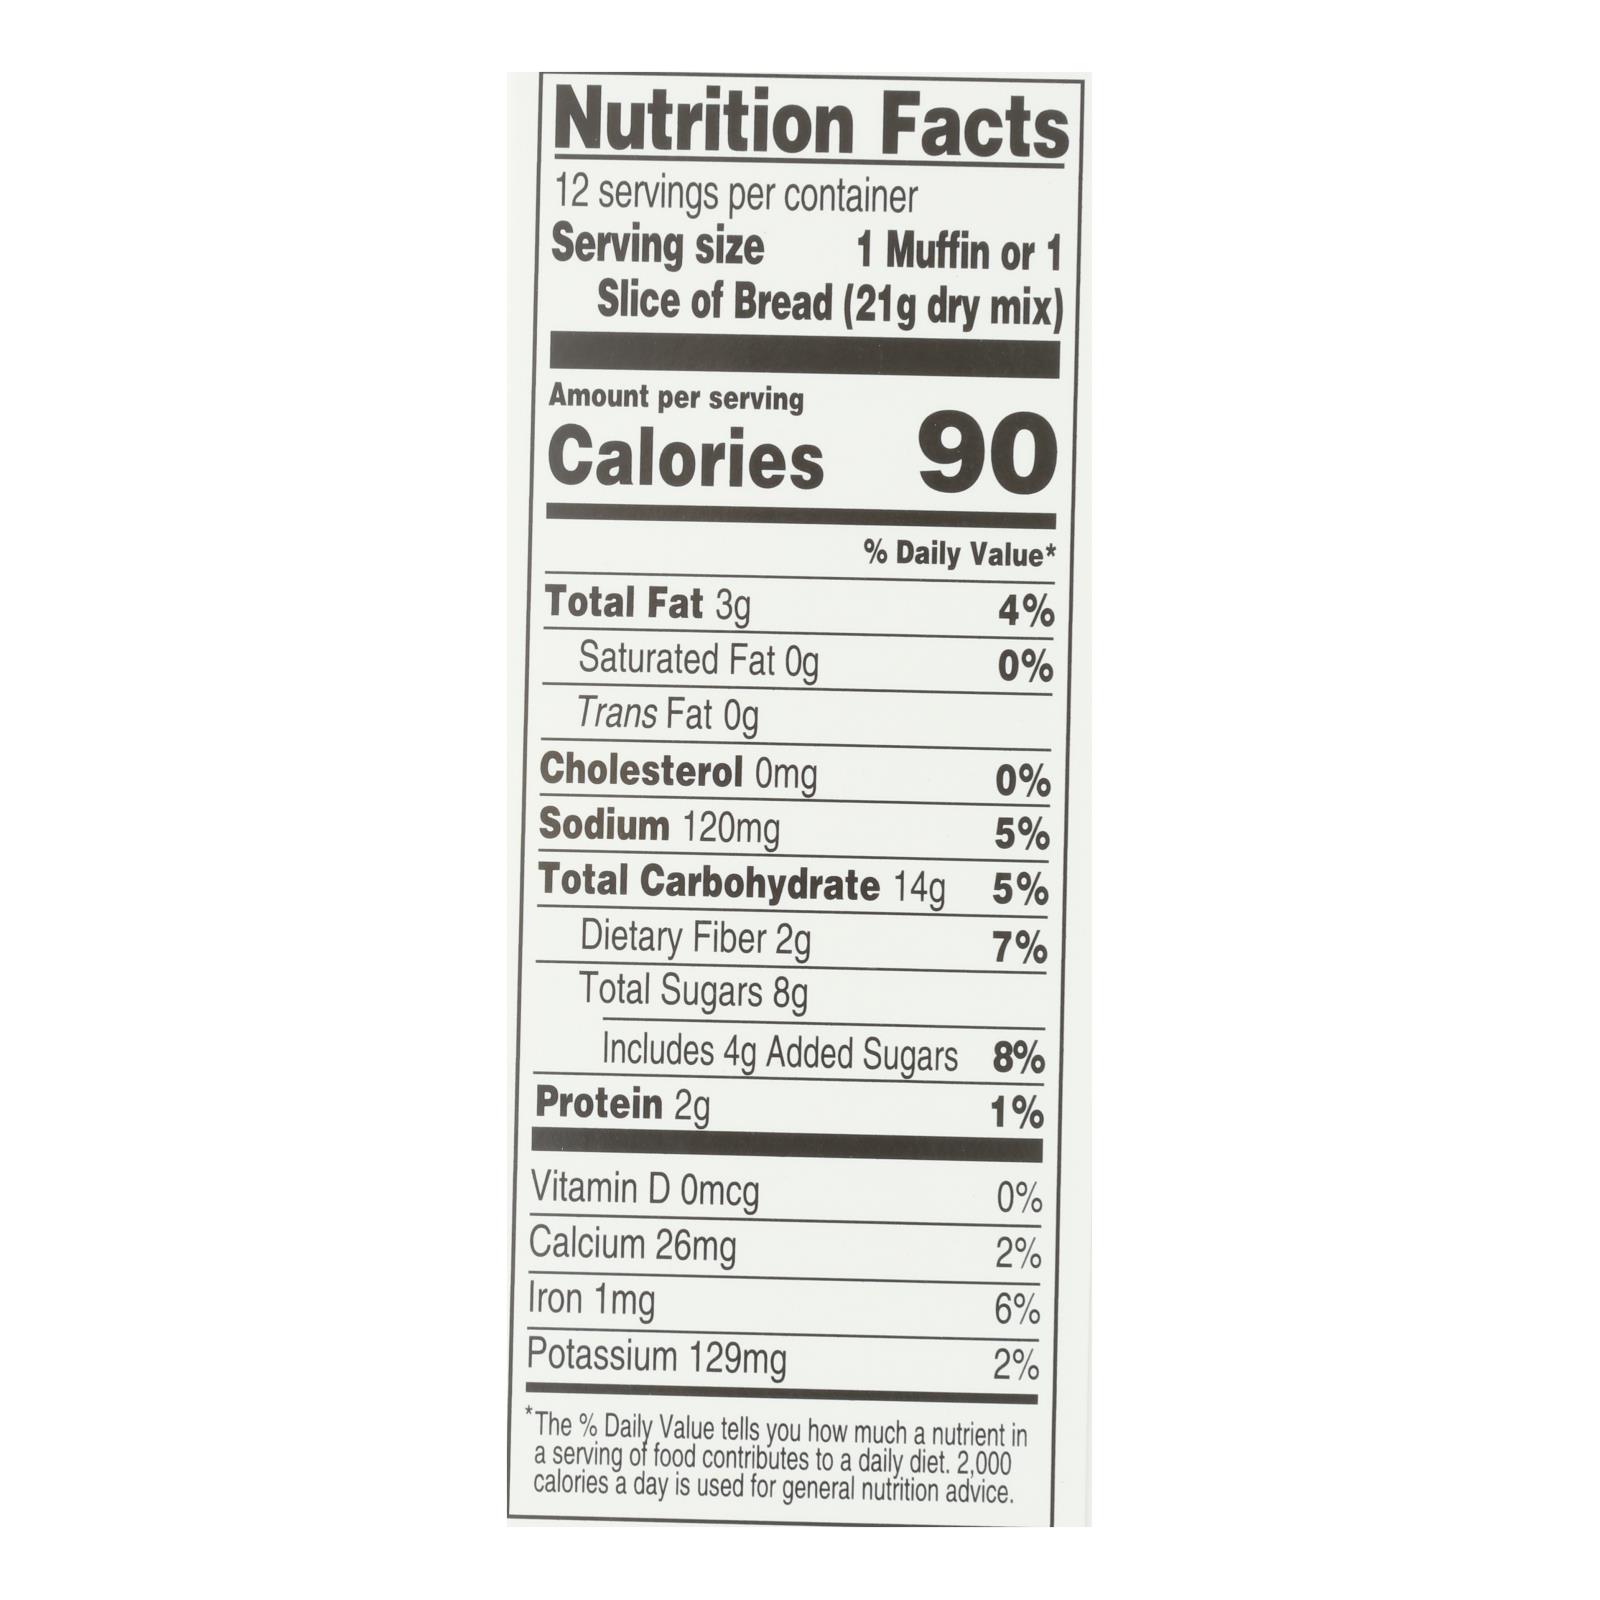 Nutrition Facts
12 servings per container
Serving size 1 Muffin or 1
Slice of Bread (21g dry mix)
Amount per serving
Calories 90
% Daily Value*
Total Fat 3g 4%
Saturated Fat 0g 0%
Trans Fat 0g
Cholesterol 0mg 0%
Sodium 120mg 5%
Total Carbohydrate 14g 5%
Dietary Fiber 2g 7%
Total Sugars 8g
Includes 4g Added Sugars 8%
Protein 2g 1%
Vitamin D 0mcg 0%
Calcium 26mg 2%
Iron 1mg 6%
Potassium 129mg 2%
*The % Daily Value tells you how much a nutrient in
a serving of food contributes to a daily diet. 2,000
calories a day is used for general nutrition advice.